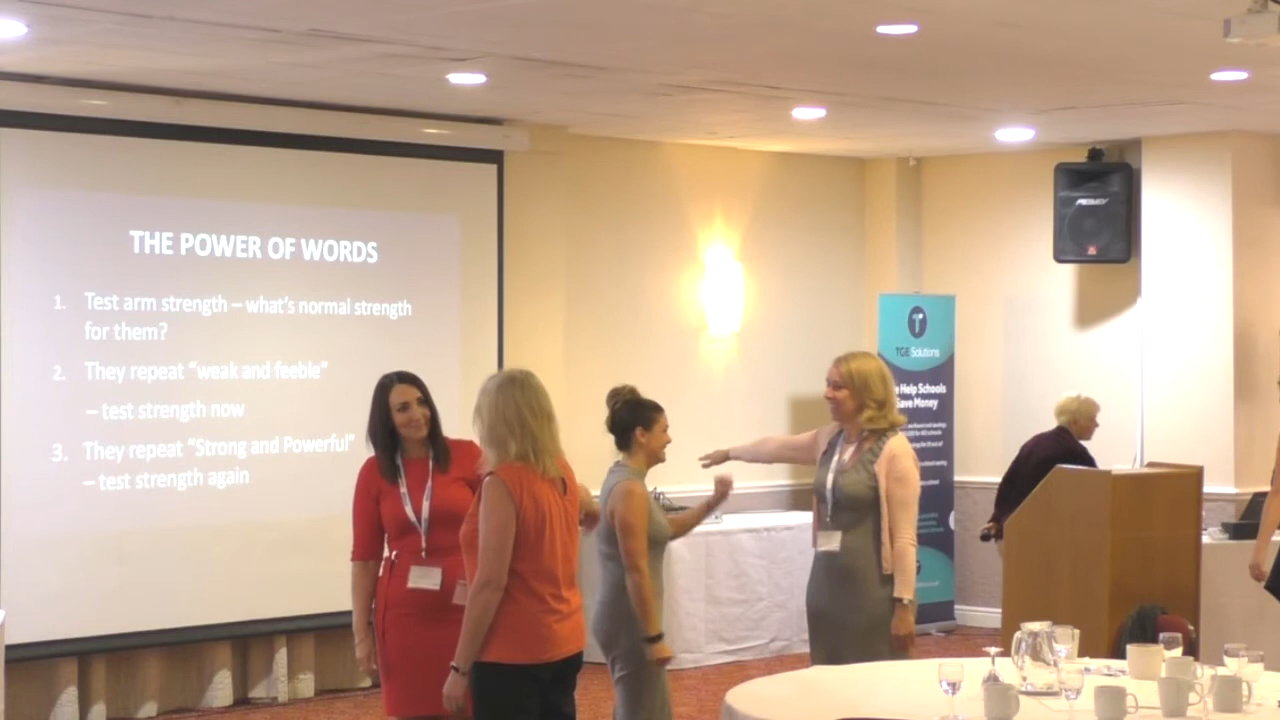 THE POWER OF WORDS
1. Test arm strength – what's normal strength
for them?
2. They repeat "weak and feeble"
– test strength now
3. They repeat "Strong and Powerful"
– test strength again
PEAVEY
T
TGE Solutions
e Help Schools
Save Money